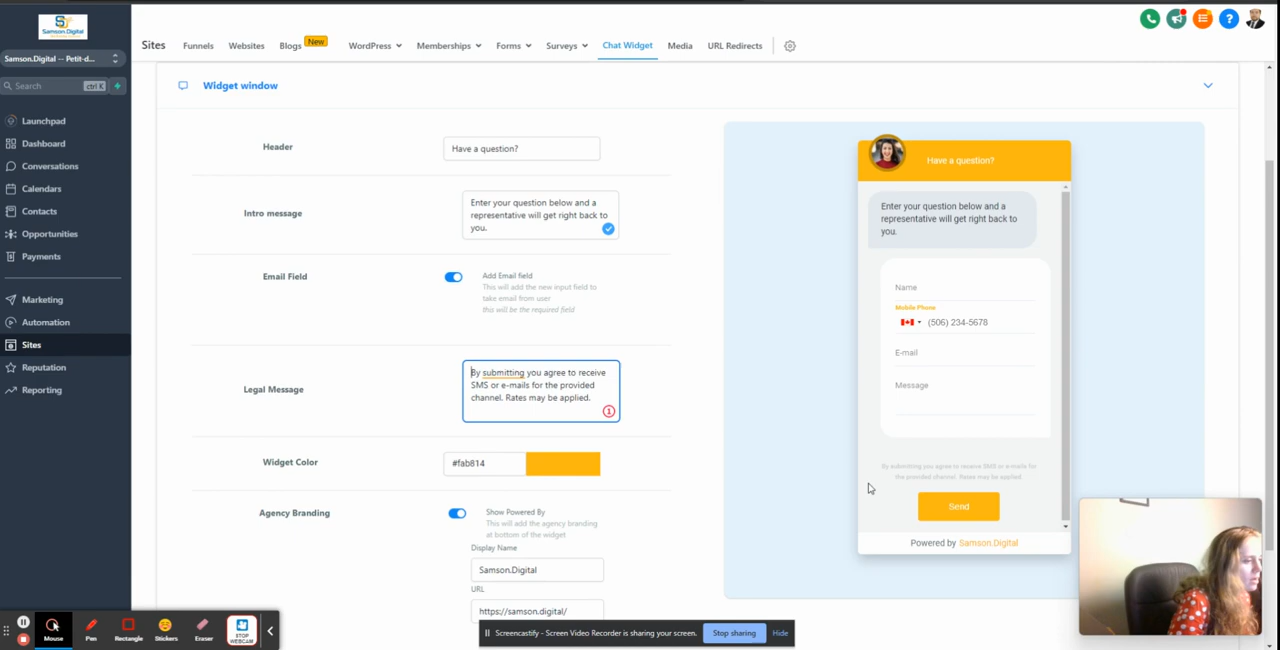 Samson.Digital
Sites
Funnels
Websites
Blogs
New
WordPress
Memberships
Forms
Surveys
Chat Widget
Media
URL Redirects
?
Samson.Digital -- Petit-d...
Search
ctrl K
Launchpad
Dashboard
Conversations
Calendars
Contacts
Opportunities
Payments
Marketing
Automation
Sites
Reputation
Reporting
Widget window
Header
Have a question?
Intro message
Enter your question below and a
representative will get right back to
you.
Email Field
Add Email field
This will add the new input field to
take email from user
this will be the required field
Legal Message
By submitting you agree to receive
SMS or e-mails for the provided
channel. Rates may be applied.
1
Widget Color
#fab814
Agency Branding
Show Powered By
This will add the agency branding
at bottom of the widget
Display Name
Samson.Digital
URL
https://samson.digital/
Have a question?
Enter your question below and a
representative will get right back to
you.
Name
Mobile Phone
(506) 234-5678
E-mail
Message
By submitting you agree to receive SMS or e-mails for
the provided channel. Rates may be applied
Send
Powered by Samson.Digital
Mouse
Pen
Rectangle
Stickers
Eraser
STOP
WEBCAM
Screencastify - Screen Video Recorder is sharing your screen.
Stop sharing
Hide